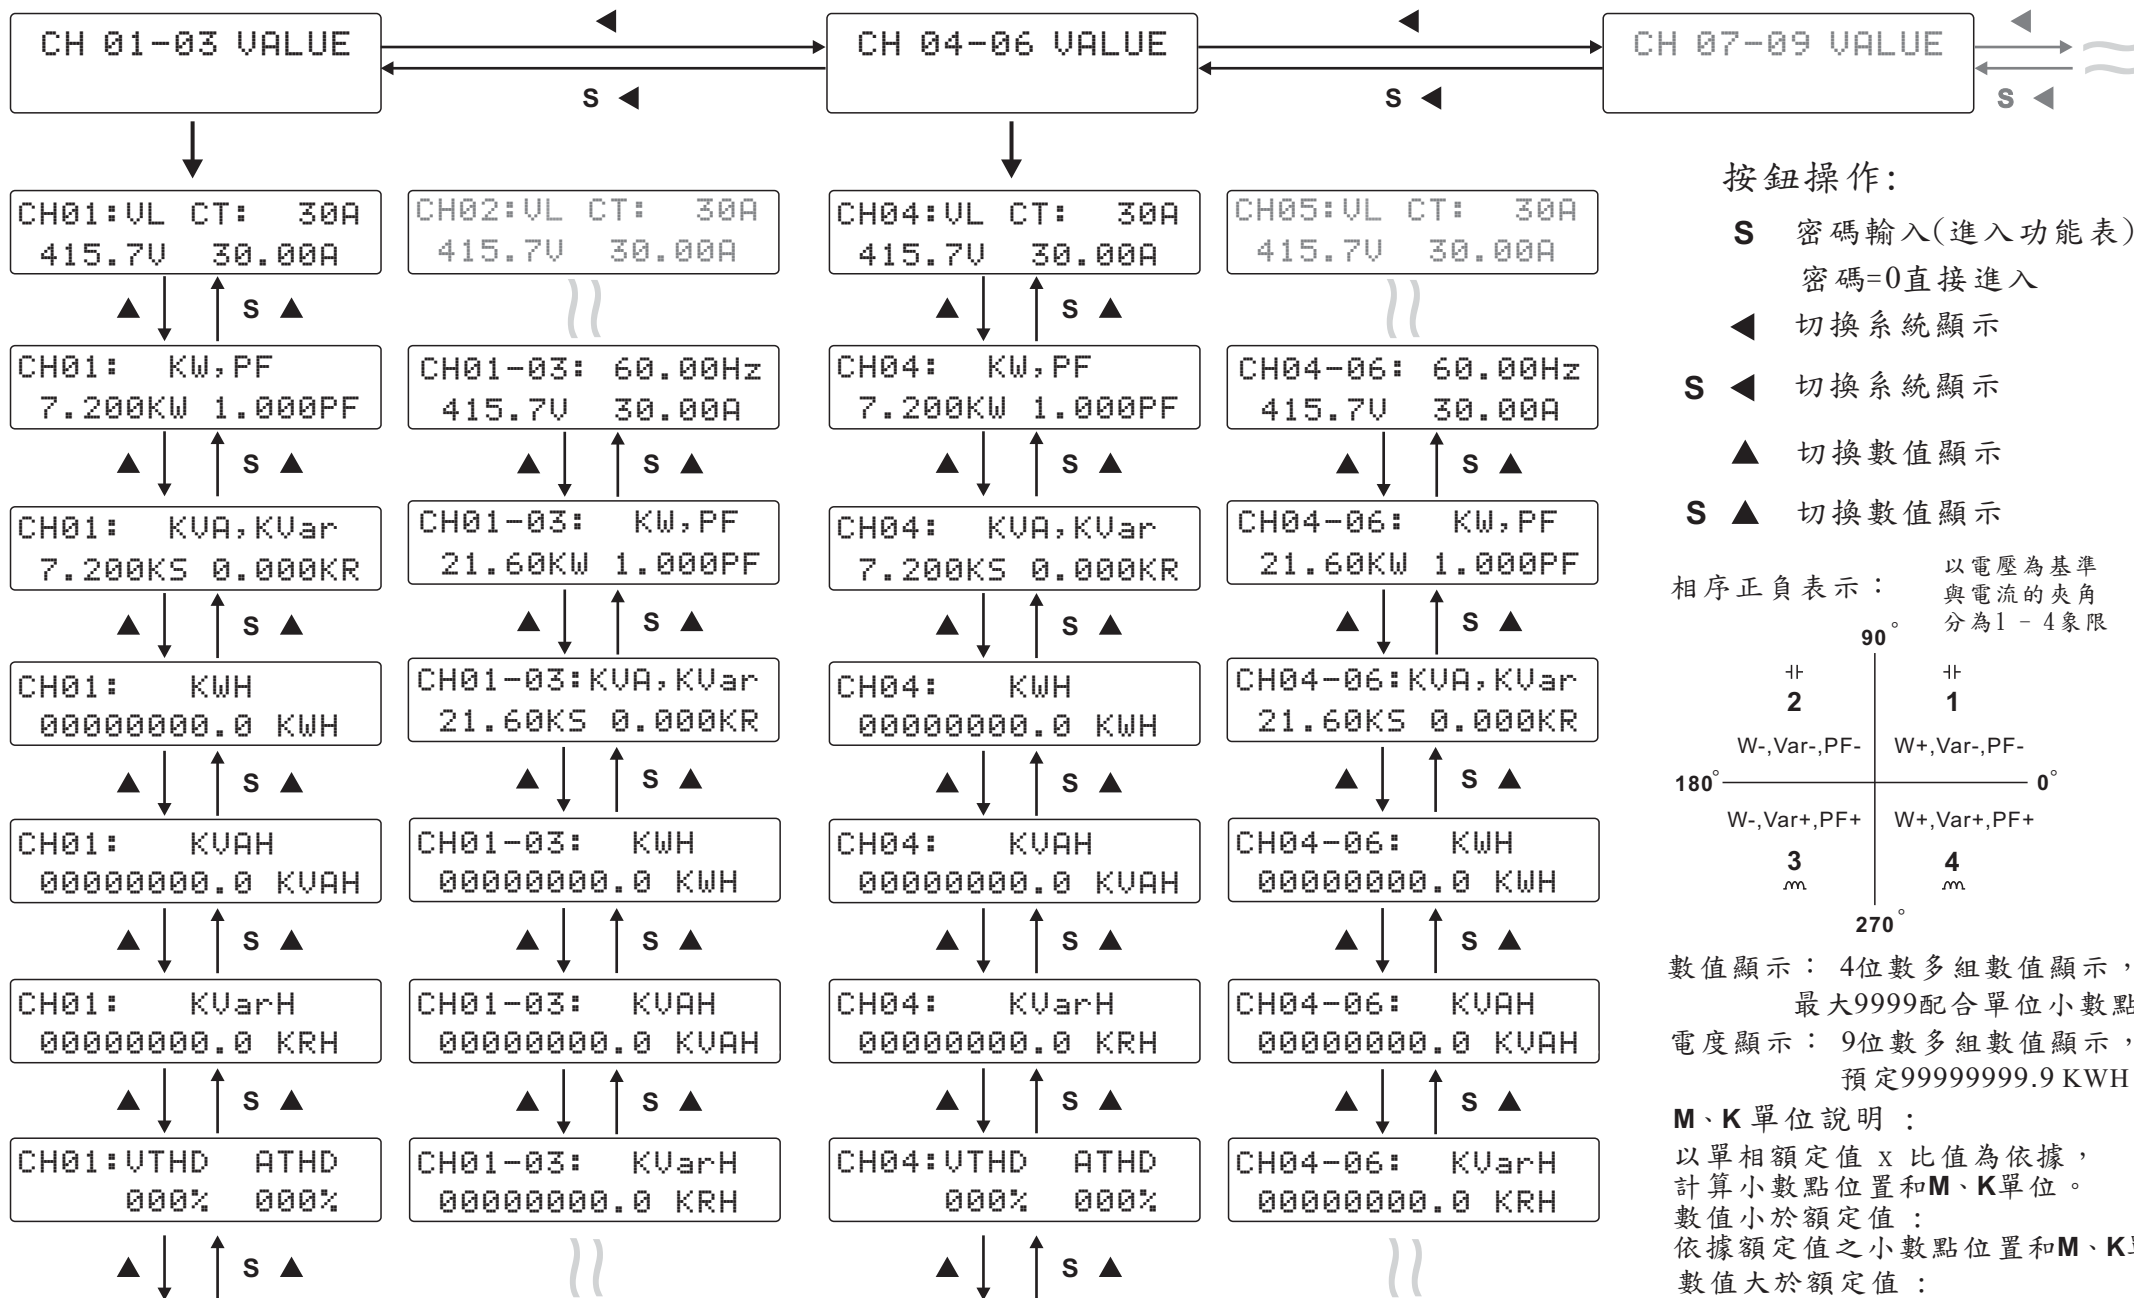 CH 01-03 VALUE
◀
S ◀
CH 04-06 VALUE
◀
S ◀
CH 07-09 VALUE
◀
S ◀
CH01:VL CT: 30A
415.7V 30.00A
▲ S ▲
CH01: KW,PF
7.200KW 1.000PF
▲ S ▲
CH01: KVA,KVar
7.200KS 0.000KR
▲ S ▲
CH01: KWH
00000000.0 KWH
▲ S ▲
CH01: KVAH
00000000.0 KVAH
▲ S ▲
CH01: KVarH
00000000.0 KRH
▲ S ▲
CH01:VTHD ATHD
000% 000%
▲ S ▲
CH02:VL CT: 30A
415.7V 30.00A
CH01-03: 60.00Hz
415.7V 30.00A
▲ S ▲
CH01-03: KW,PF
21.60KW 1.000PF
▲ S ▲
CH01-03:KVA,KVar
21.60KS 0.000KR
▲ S ▲
CH01-03: KWH
00000000.0 KWH
▲ S ▲
CH01-03: KVAH
00000000.0 KVAH
▲ S ▲
CH01-03: KVarH
00000000.0 KRH
CH04:VL CT: 30A
415.7V 30.00A
▲ S ▲
CH04: KW,PF
7.200KW 1.000PF
▲ S ▲
CH04: KVA,KVar
7.200KS 0.000KR
▲ S ▲
CH04: KWH
00000000.0 KWH
▲ S ▲
CH04: KVAH
00000000.0 KVAH
▲ S ▲
CH04: KVarH
00000000.0 KRH
▲ S ▲
CH04:VTHD ATHD
000% 000%
▲ S ▲
CH05:VL CT: 30A
415.7V 30.00A
CH04-06: 60.00Hz
415.7V 30.00A
▲ S ▲
CH04-06: KW,PF
21.60KW 1.000PF
▲ S ▲
CH04-06:KVA,KVar
21.60KS 0.000KR
▲ S ▲
CH04-06: KWH
00000000.0 KWH
▲ S ▲
CH04-06: KVAH
00000000.0 KVAH
▲ S ▲
CH04-06: KVarH
00000000.0 KRH
按鈕操作:
S 密碼輸入(進入功能表)
密碼=0直接進入
◀ 切換系統顯示
S ◀ 切換系統顯示
▲ 切換數值顯示
S ▲ 切換數值顯示
相序正負表示：
以電壓為基準
與電流的夾角
分為1 - 4象限
90°
2 1
W-,Var-,PF- W+,Var-,PF-
180° 0°
W-,Var+,PF+ W+,Var+,PF+
3 4
270°
數值顯示： 4位數多組數值顯示，
最大9999配合單位小數點
電度顯示： 9位數多組數值顯示，
預定99999999.9 KWH
M、K 單位說明：
以單相額定值 x 比值為依據，
計算小數點位置和M、K單位。
數值小於額定值：
依據額定值之小數點位置和M、K
數值大於額定值：